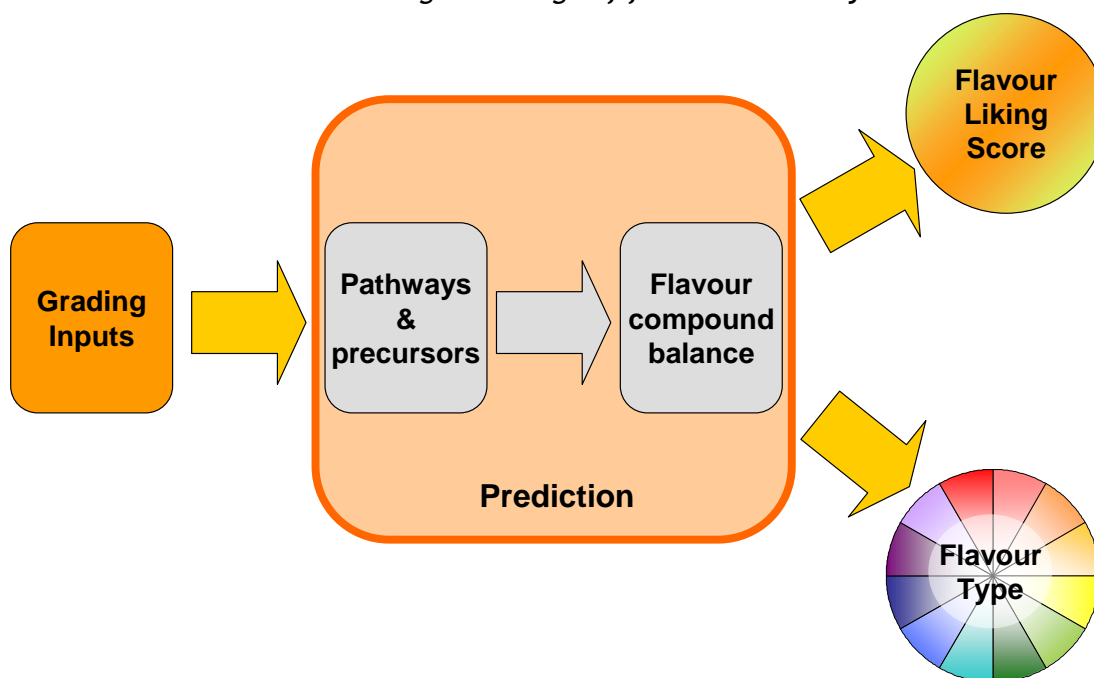 Grading
Inputs
Pathways
&
precursors
Flavour
compound
balance
Prediction
Flavour
Liking
Score
Flavour
Type